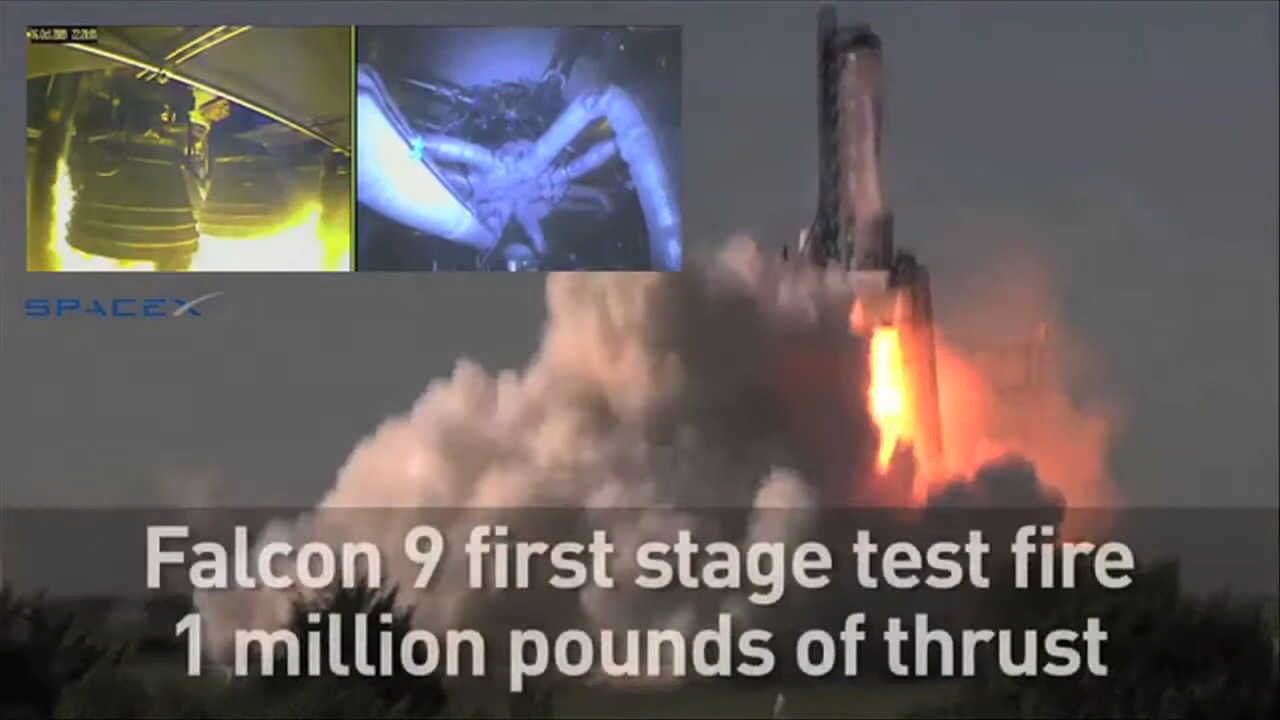 SPACEX
Falcon 9 first stage test fire
1 million pounds of thrust